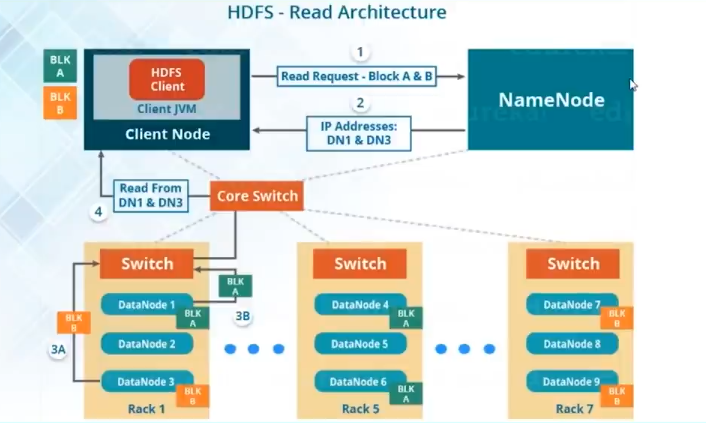 HDFS - Read Architecture
BLK
A
BLK
B
HDFS
Client
Client JVM
Client Node
1
Read Request - Block A & B
2
IP Addresses:
DN1 & DN3
NameNode
4
Read From
DN1 & DN3
Core Switch
Switch
DataNode 1
BLK
A
DataNode 2
DataNode 3
BLK
B
Rack 1
BLK
B
3A
BLK
A
3B
Switch
DataNode 4
BLK
A
DataNode 5
DataNode 6
BLK
A
Rack 5
Switch
DataNode 7
BLK
B
DataNode 8
DataNode 9
BLK
B
Rack 7